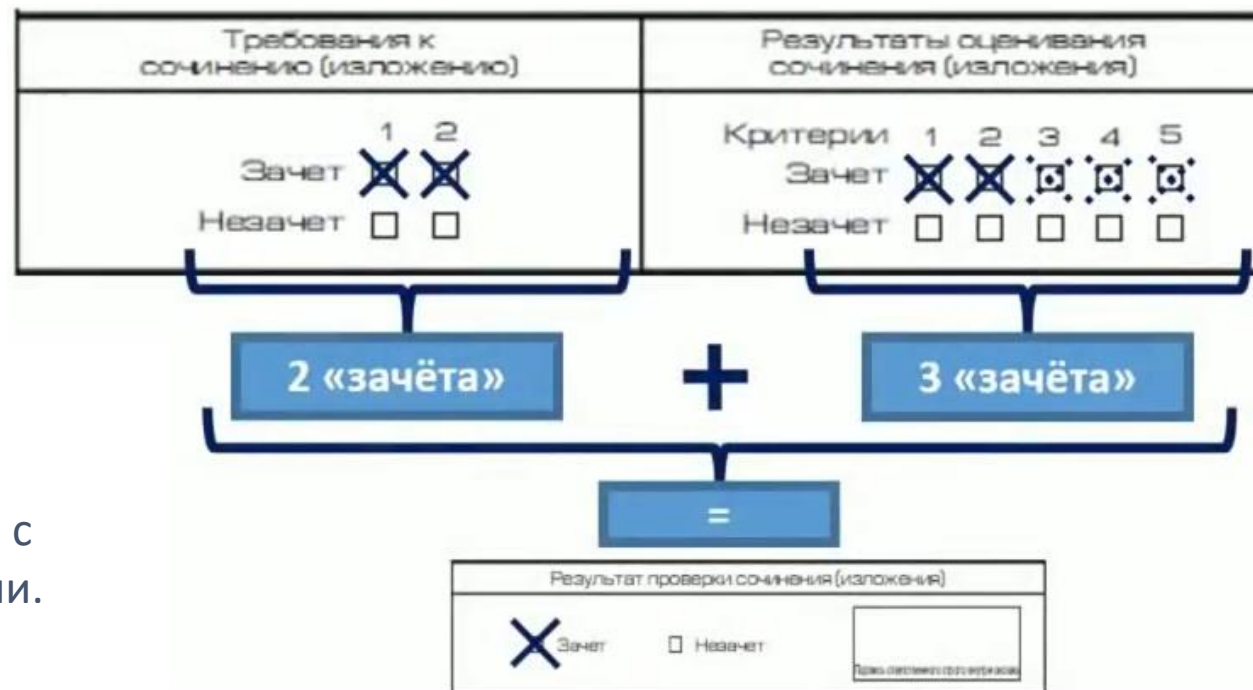 Требования к
сочинению (изложению)
1 2
Зачет
Незачет
Результаты оценивания
сочинения (изложения)
Критерии 1 2 3 4 5
Зачет
Незачет
2 «зачёта»
+
3 «зачёта»
=
с
ии.
Результат проверки сочинения (изложения)
Зачет Незачет